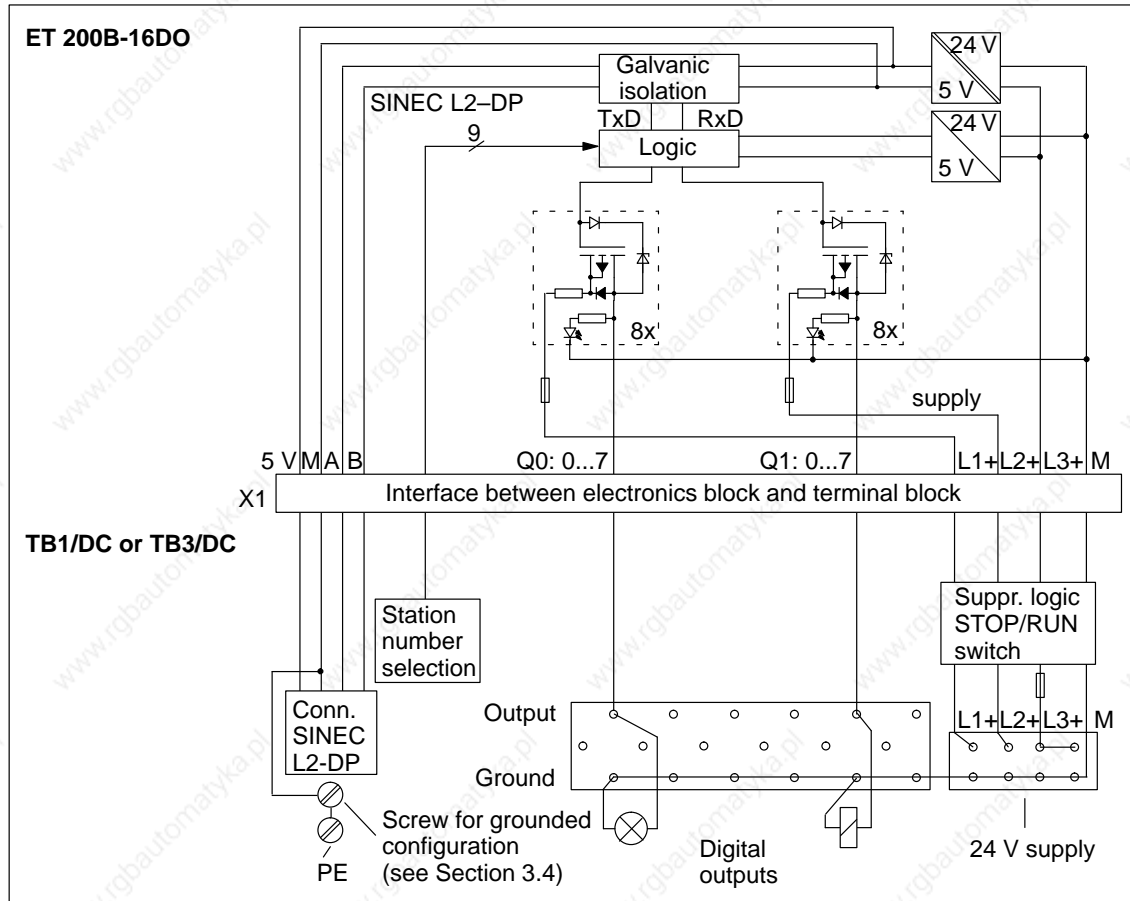 ET 200B-16DO
24 V
5 V
Galvanic
isolation
SINEC L2–DP
TxD
RxD
9
Logic
24 V
5 V
8x
8x
supply
5 V M A B
Q0: 0...7
Q1: 0...7
L1+ L2+ L3+ M
X1
Interface between electronics block and terminal block
TB1/DC or TB3/DC
Station
number
selection
Suppr. logic
STOP/RUN
switch
Conn.
SINEC
L2-DP
Output
Ground
L1+ L2+ L3+ M
Screw for grounded
configuration
(see Section 3.4)
PE
Digital
outputs
24 V supply
www.rgbautomatyka.pl